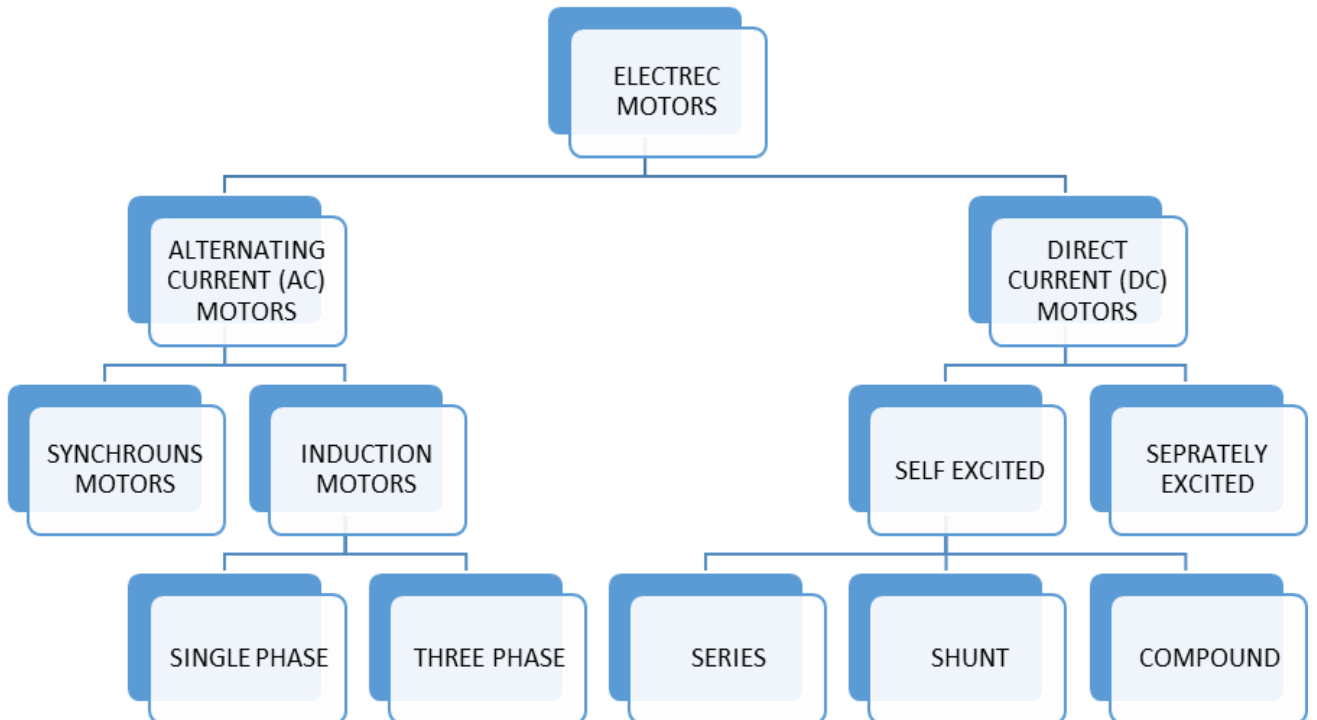 ELECTREC
MOTORS
ALTERNATING
CURRENT (AC)
MOTORS
DIRECT
CURRENT (DC)
MOTORS
SYNCHROUNS
MOTORS
INDUCTION
MOTORS
SELF EXCITED
SEPRATELY
EXCITED
SINGLE PHASE
THREE PHASE
SERIES
SHUNT
COMPOUND